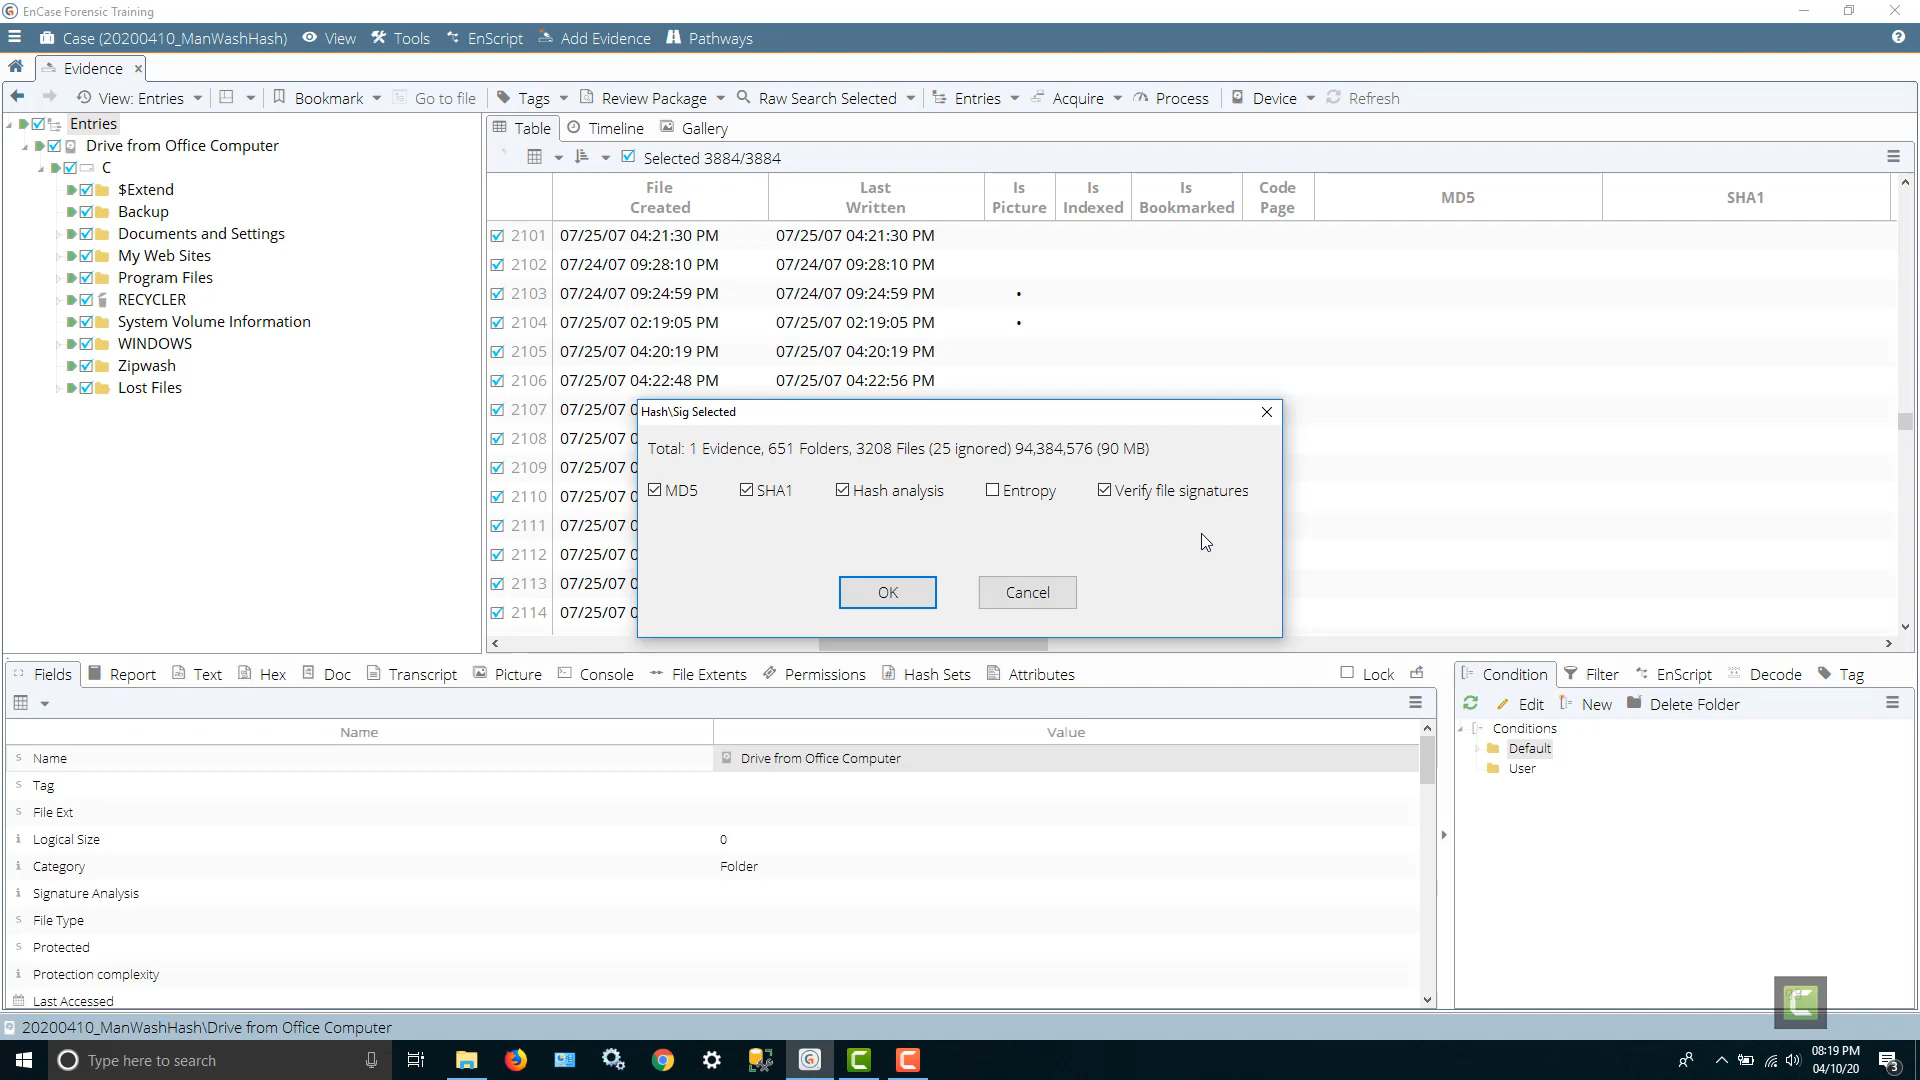 EnCase Forensic Training
Case (20200410_ManWashHash) View Tools EnScript Add Evidence Pathways
Evidence
View: Entries Bookmark Go to file Tags Review Package Raw Search Selected Entries Acquire Process Device Refresh
Entries
Drive from Office Computer
C
$Extend
Backup
Documents and Settings
My Web Sites
Program Files
RECYCLER
System Volume Information
WINDOWS
Zipwash
Lost Files
Table Timeline Gallery
Selected 3884/3884
File Created Last Written Is Picture Is Indexed Is Bookmarked Code Page MD5 SHA1
2101 07/25/07 04:21:30 PM 07/25/07 04:21:30 PM
2102 07/24/07 09:28:10 PM 07/24/07 09:28:10 PM
2103 07/24/07 09:24:59 PM 07/24/07 09:24:59 PM •
2104 07/25/07 02:19:05 PM 07/25/07 02:19:05 PM •
2105 07/25/07 04:20:19 PM 07/25/07 04:20:19 PM
2106 07/25/07 04:22:48 PM 07/25/07 04:22:56 PM
2107 07/25/07 0
2108 07/25/07 0
2109 07/25/07 0
2110 07/25/07 0
2111 07/25/07 0
2112 07/25/07 0
2113 07/25/07 0
2114 07/25/07 0
Hash\Sig Selected
Total: 1 Evidence, 651 Folders, 3208 Files (25 ignored) 94,384,576 (90 MB)
MD5 SHA1 Hash analysis Entropy Verify file signatures
OK Cancel
Fields Report Text Hex Doc Transcript Picture Console File Extents Permissions Hash Sets Attributes Lock
Name Value
Name Drive from Office Computer
Tag
File Ext
Logical Size 0
Category Folder
Signature Analysis
File Type
Protected
Protection complexity
Last Accessed
Condition Filter EnScript Decode Tag
Edit New Delete Folder
Conditions
Default
User
20200410_ManWashHash\Drive from Office Computer
Type here to search
08:19 PM
04/10/20
3